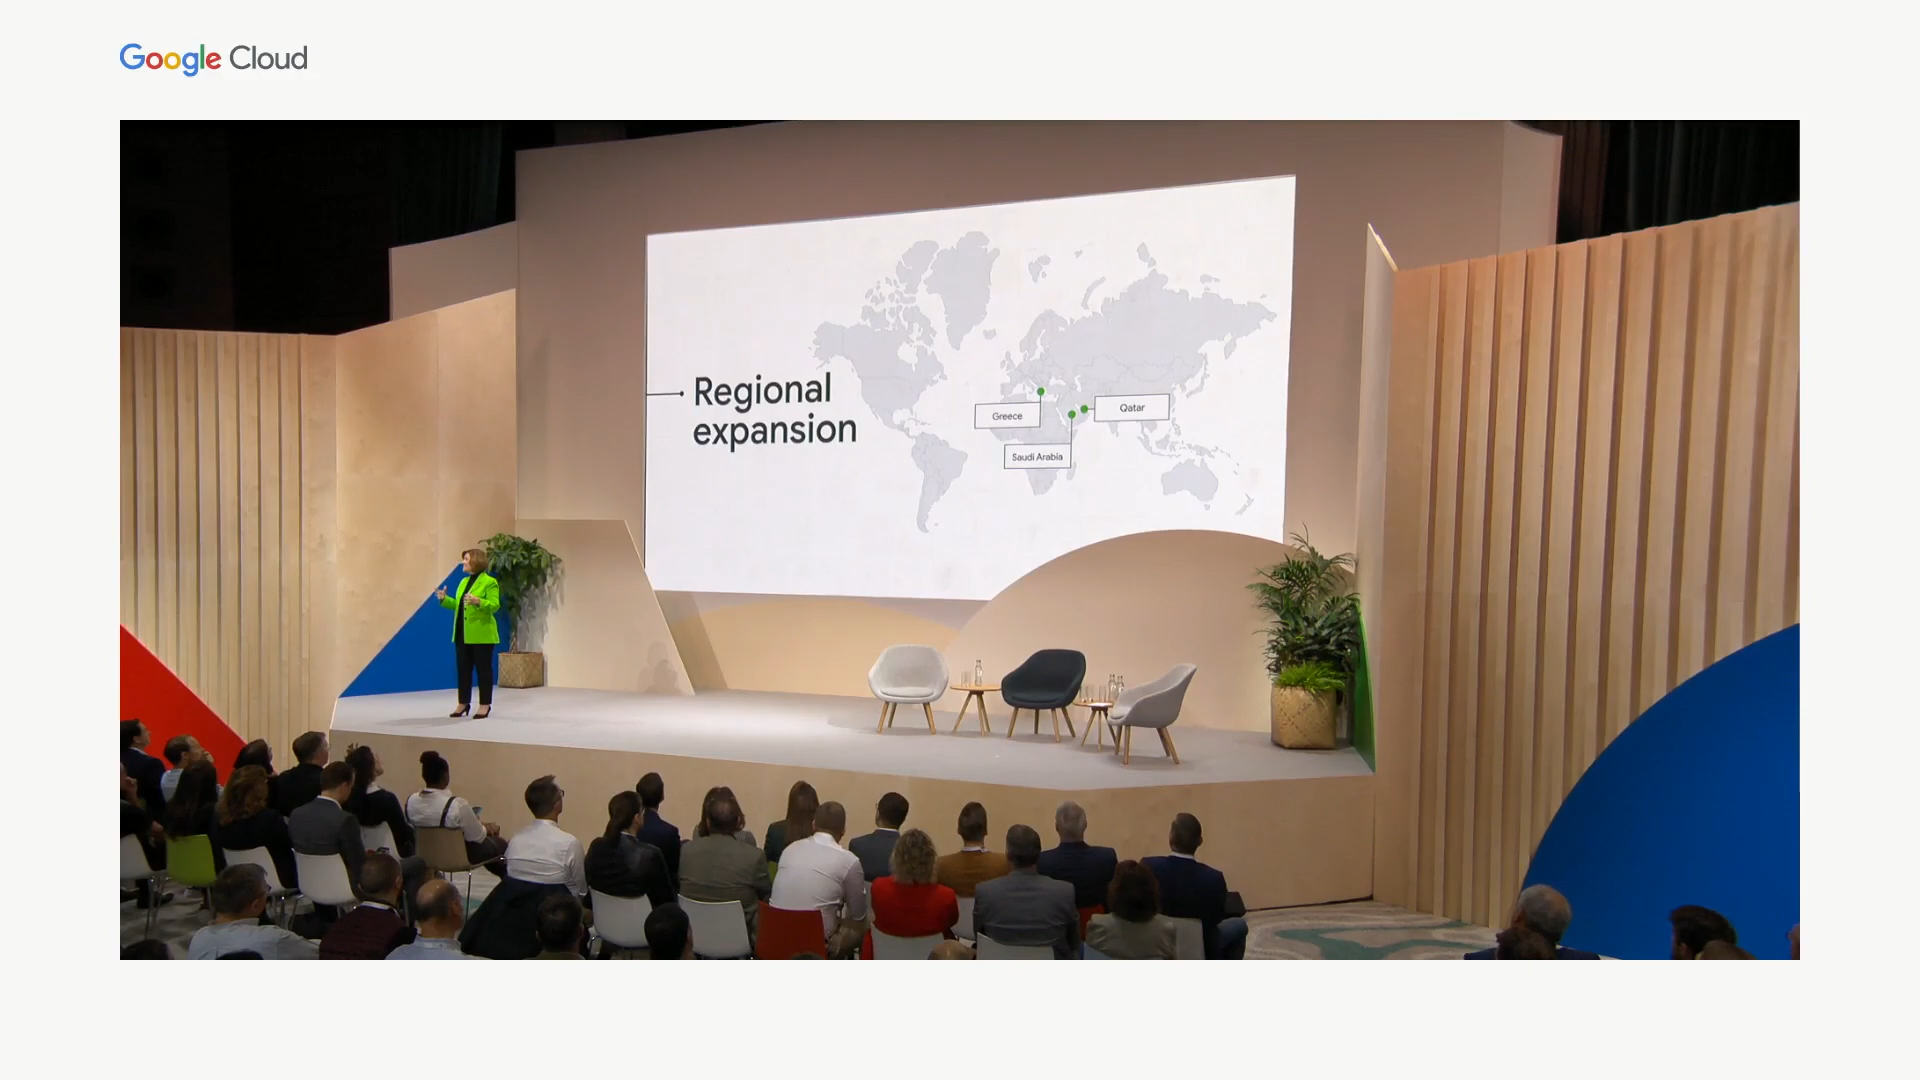 Google Cloud
Regional
expansion
Greece
Qatar
Saudi Arabia